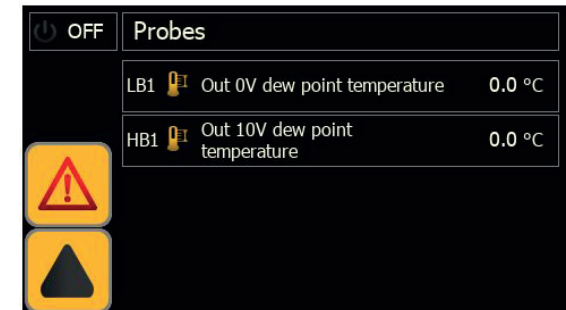 OFF
Probes
LB1 Out 0V dew point temperature 0.0 °C
HB1 Out 10V dew point
temperature 0.0 °C